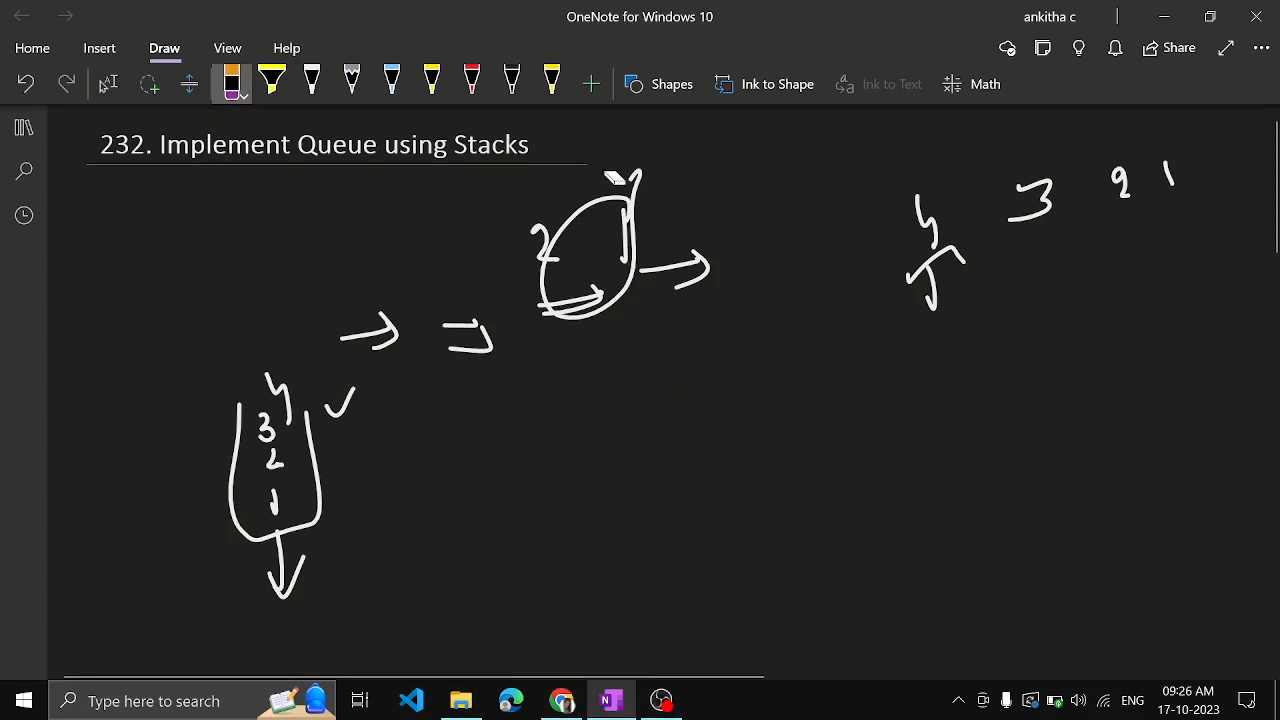 OneNote for Windows 10
ankitha c
Home Insert Draw View Help
Share
Shapes Ink to Shape Ink to Text Math
232. Implement Queue using Stacks
4 3 2 1
2
4
3
2
1
Type here to search
ENG
09:26 AM
17-10-2023